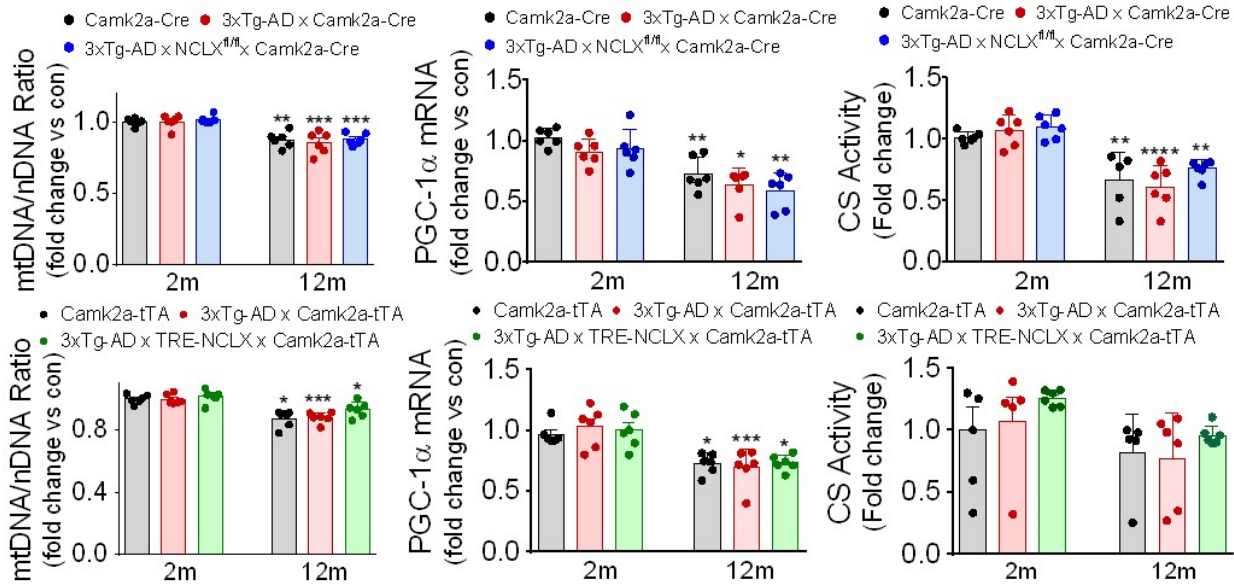 Camk2a-Cre 3xTg-AD x Camk2a-Cre
3xTg-AD x NCLXfl/fl x Camk2a-Cre
mtDNA/nDNA Ratio
(fold change vs con)
1.0
0.5
0.0
** *** ***
2m 12m
Camk2a-Cre 3xTg-AD x Camk2a-Cre
3xTg-AD x NCLXfl/fl x Camk2a-Cre
PGC-1α mRNA
(fold change vs con)
1.5
1.0
0.5
0.0
** * **
2m 12m
Camk2a-Cre 3xTg-AD x Camk2a-Cre
3xTg-AD x NCLXfl/fl x Camk2a-Cre
CS Activity
(Fold change)
1.5
1.0
0.5
0.0
** **** **
2m 12m
Camk2a-tTA 3xTg-AD x Camk2a-tTA
3xTg-AD x TRE-NCLX x Camk2a-tTA
mtDNA/nDNA Ratio
(fold change vs con)
0.8
0.4
0.0
* *** *
2m 12m
Camk2a-tTA 3xTg-AD x Camk2a-tTA
3xTg-AD x TRE-NCLX x Camk2a-tTA
PGC-1α mRNA
(fold change vs con)
1.5
1.0
0.5
0.0
* *** *
2m 12m
Camk2a-tTA 3xTg-AD x Camk2a-tTA
3xTg-AD x TRE-NCLX x Camk2a-tTA
CS Activity
(Fold change)
1.5
1.0
0.5
0.0
2m 12m